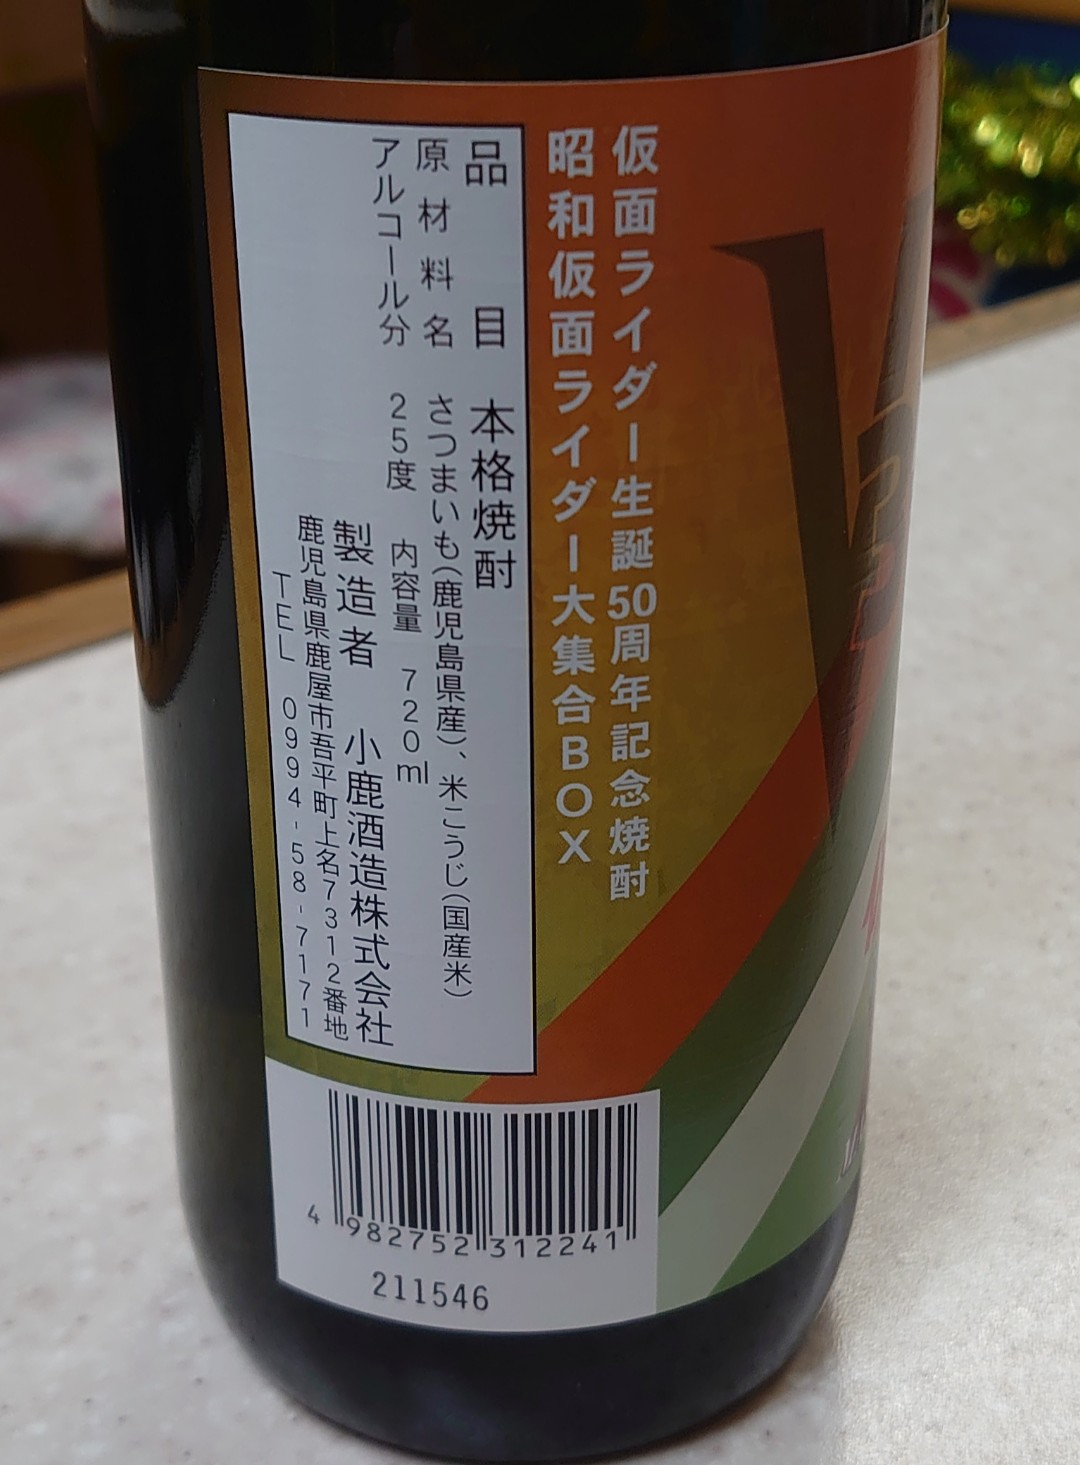 仮面ライダー生誕50周年記念焼酎
昭和仮面ライダー大集合BOX
品目 本格焼酎
原材料名 さつまいも(鹿児島県産)、米こうじ(国産米)
アルコール分 25度 内容量 720ml
製造者 小鹿酒造株式会社
鹿児島県鹿屋市吾平町上名7312番地
TEL 0994-58-7171
4 982752 312241
211546